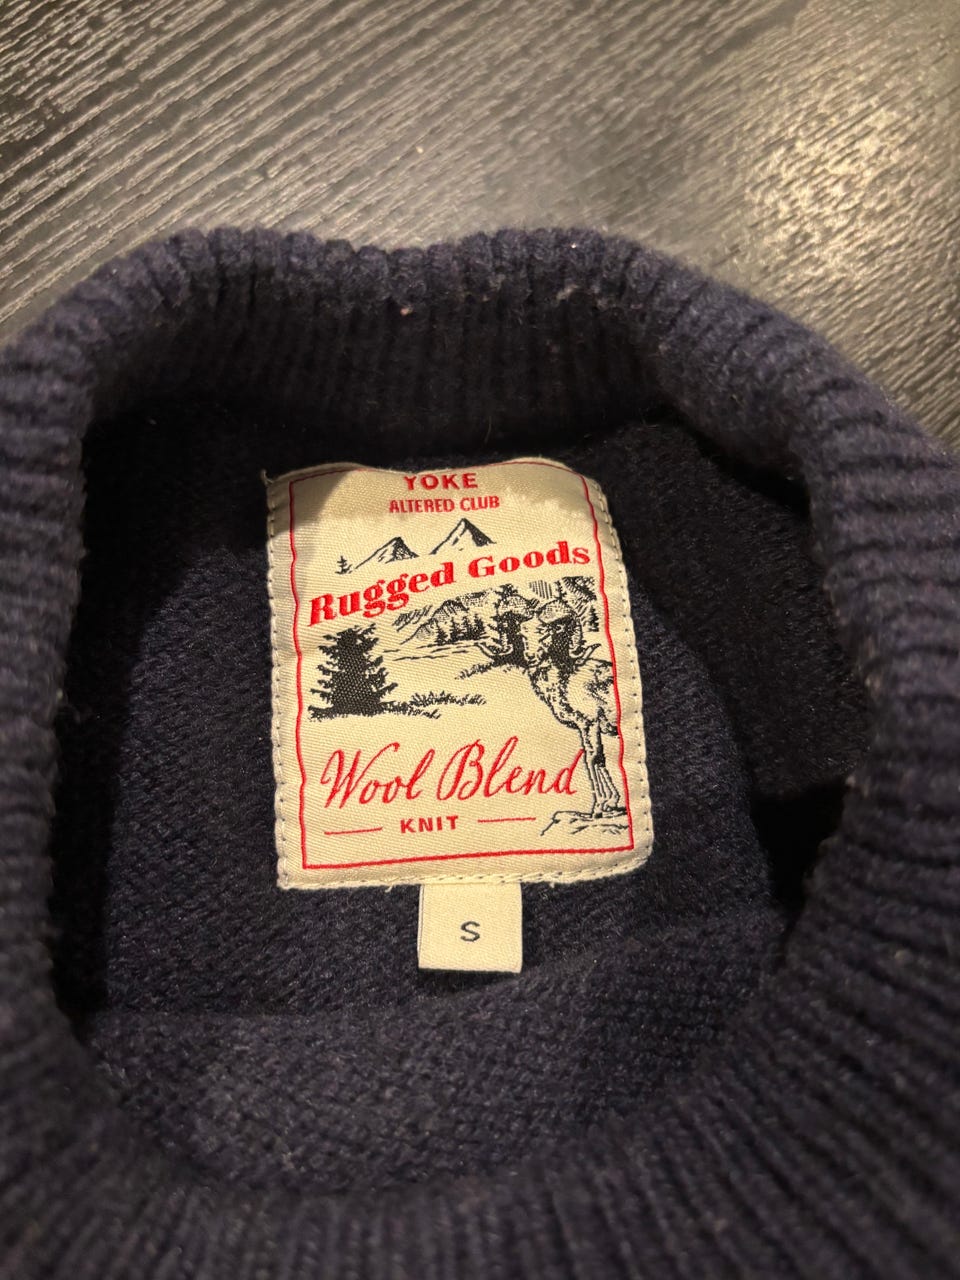 YOKE
ALTERED CLUB
Rugged Goods
Wool Blend
KNIT
S